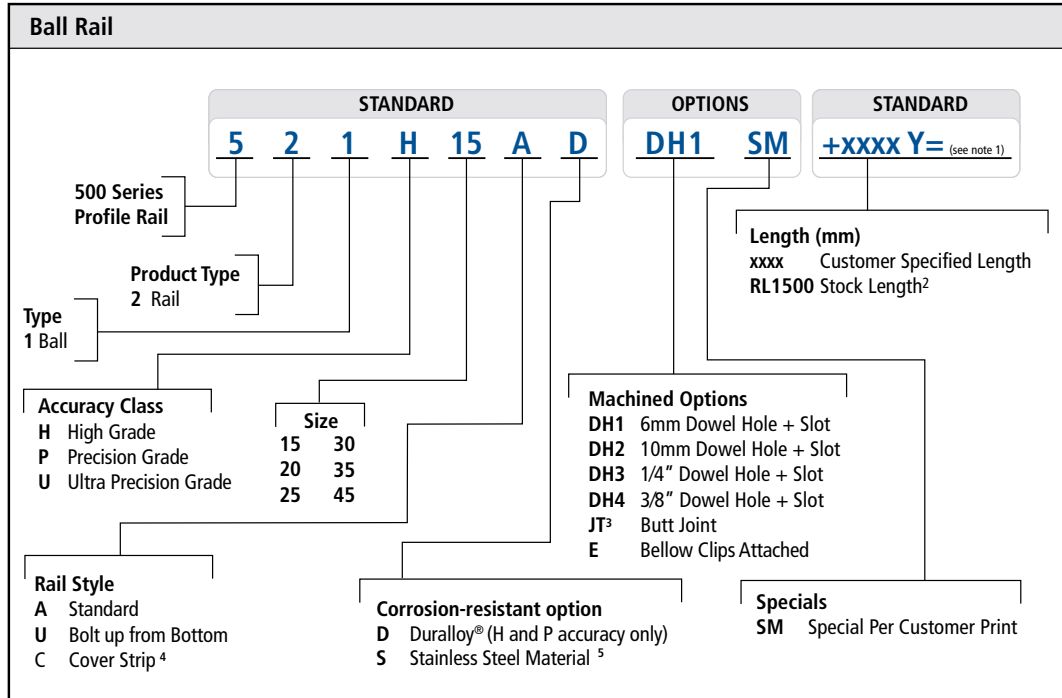 Ball Rail
STANDARD
OPTIONS
STANDARD
5 2 1 H 15 A D
DH1 SM
+xxxx Y= (see note 1)
500 Series
Profile Rail
Product Type
2 Rail
Type
1 Ball
Length (mm)
xxxx Customer Specified Length
RL1500 Stock Length²
Accuracy Class
H High Grade
P Precision Grade
U Ultra Precision Grade
Size
15 30
20 35
25 45
Machined Options
DH1 6mm Dowel Hole + Slot
DH2 10mm Dowel Hole + Slot
DH3 1/4" Dowel Hole + Slot
DH4 3/8" Dowel Hole + Slot
JT³ Butt Joint
E Bellow Clips Attached
Rail Style
A Standard
U Bolt up from Bottom
C Cover Strip ⁴
Corrosion-resistant option
D Duralloy® (H and P accuracy only)
S Stainless Steel Material ⁵
Specials
SM Special Per Customer Print